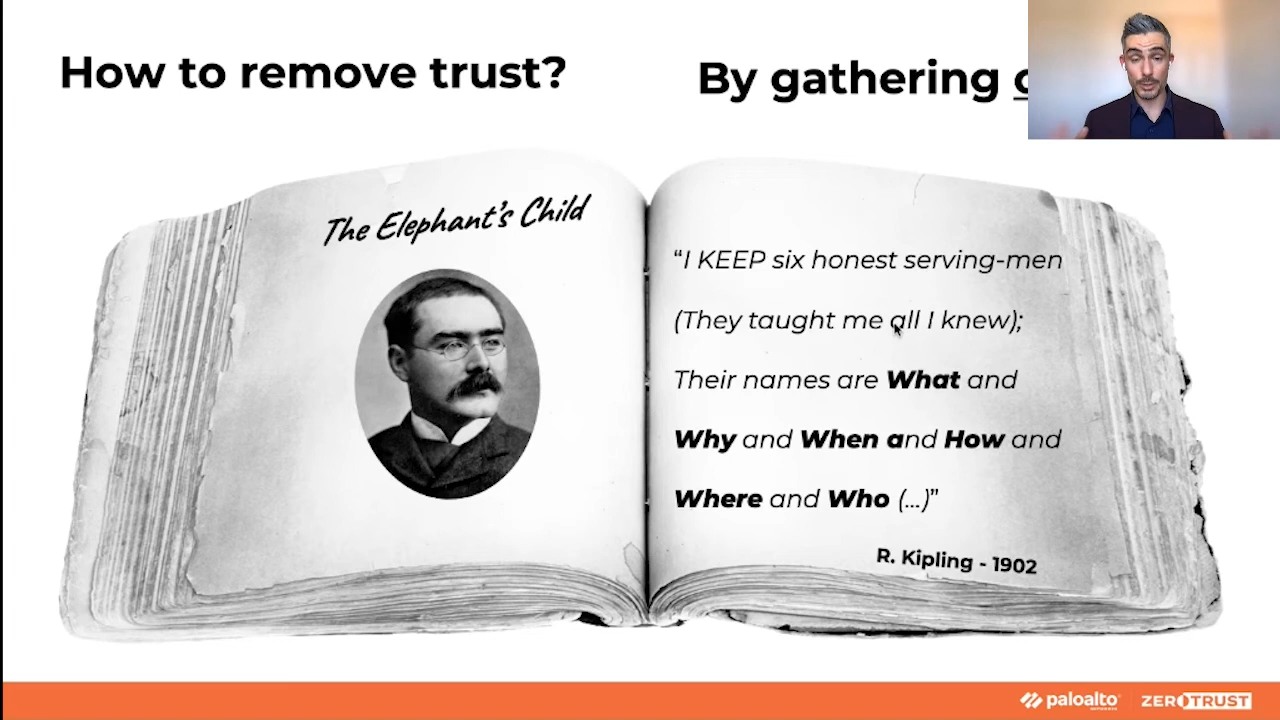 How to remove trust?
By gathering
The Elephant's Child
“I KEEP six honest serving-men
(They taught me all I knew);
Their names are What and
Why and When and How and
Where and Who (...)”
R. Kipling - 1902
paloalto
ZERO TRUST